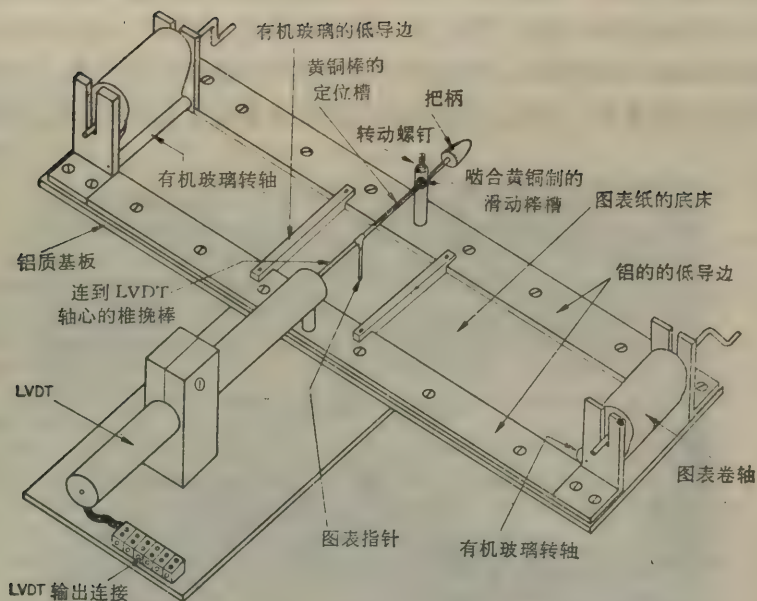 有机玻璃的低导边
黄铜棒的
定位槽
把柄
转动螺钉
啮合黄铜制的
滑动榫槽
图表纸的底床
有机玻璃转轴
铝质基板
铝的的低导边
连到 LVDT
轴心的椎挽棒
LVDT
图表卷轴
图表指针
有机玻璃转轴
LVDT 输出连接